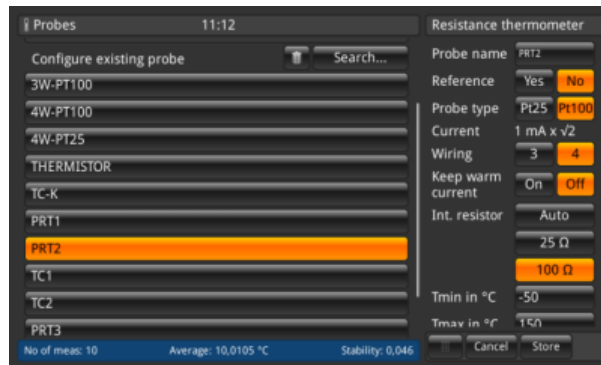 Probes 11:12
Configure existing probe Search...
3W-PT100
4W-PT100
4W-PT25
THERMISTOR
TC-K
PRT1
PRT2
TC1
TC2
PRT3
No of meas: 10 Average: 10,0105 °C Stability: 0,046
Resistance thermometer
Probe name PRT2
Reference Yes No
Probe type Pt25 Pt100
Current 1 mA x √2
Wiring 3 4
Keep warm
current On Off
Int. resistor Auto
25 Ω
100 Ω
Tmin in °C -50
Tmax in °C 150
Cancel Store